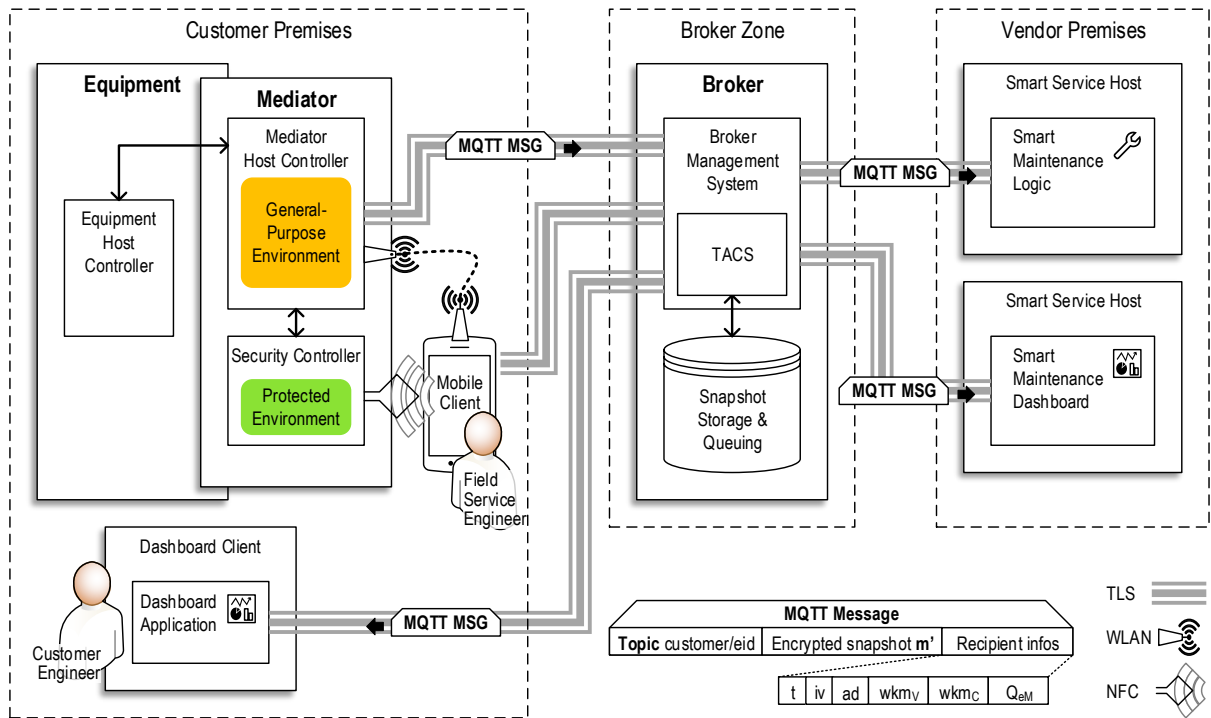 Customer Premises
Equipment
Mediator
Mediator
Host Controller
General-
Purpose
Environment
Equipment
Host
Controller
Security Controller
Protected
Environment
Mobile
Client
Field
Service
Engineer
MQTT MSG
Dashboard Client
Dashboard
Application
Customer
Engineer
MQTT MSG
Broker Zone
Broker
Broker
Management
System
TACS
Snapshot
Storage &
Queuing
MQTT MSG
MQTT MSG
Vendor Premises
Smart Service Host
Smart
Maintenance
Logic
Smart Service Host
Smart
Maintenance
Dashboard
MQTT Message
Topic customer/eid Encrypted snapshot m' Recipient infos
t iv ad wkmV wkmC QeM
TLS
WLAN
NFC